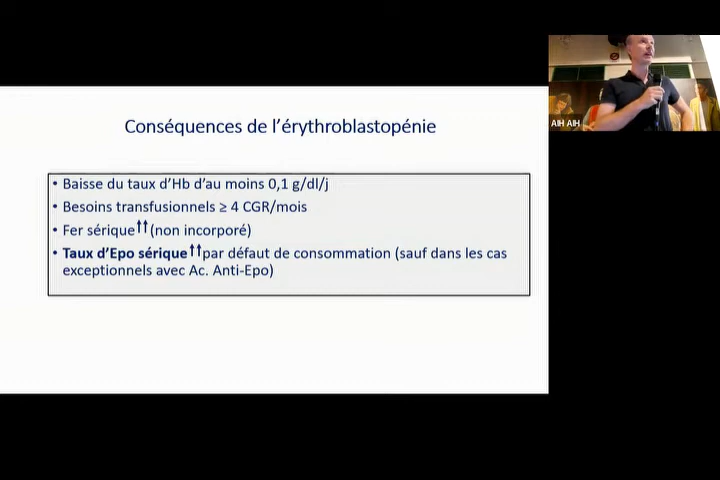 Conséquences de l'érythroblastopénie
• Baisse du taux d'Hb d'au moins 0,1 g/dl/j
• Besoins transfusionnels ≥ 4 CGR/mois
• Fer sérique↑↑(non incorporé)
• Taux d'Epo sérique↑↑par défaut de consommation (sauf dans les cas
exceptionnels avec Ac. Anti-Epo)
AIH AIH